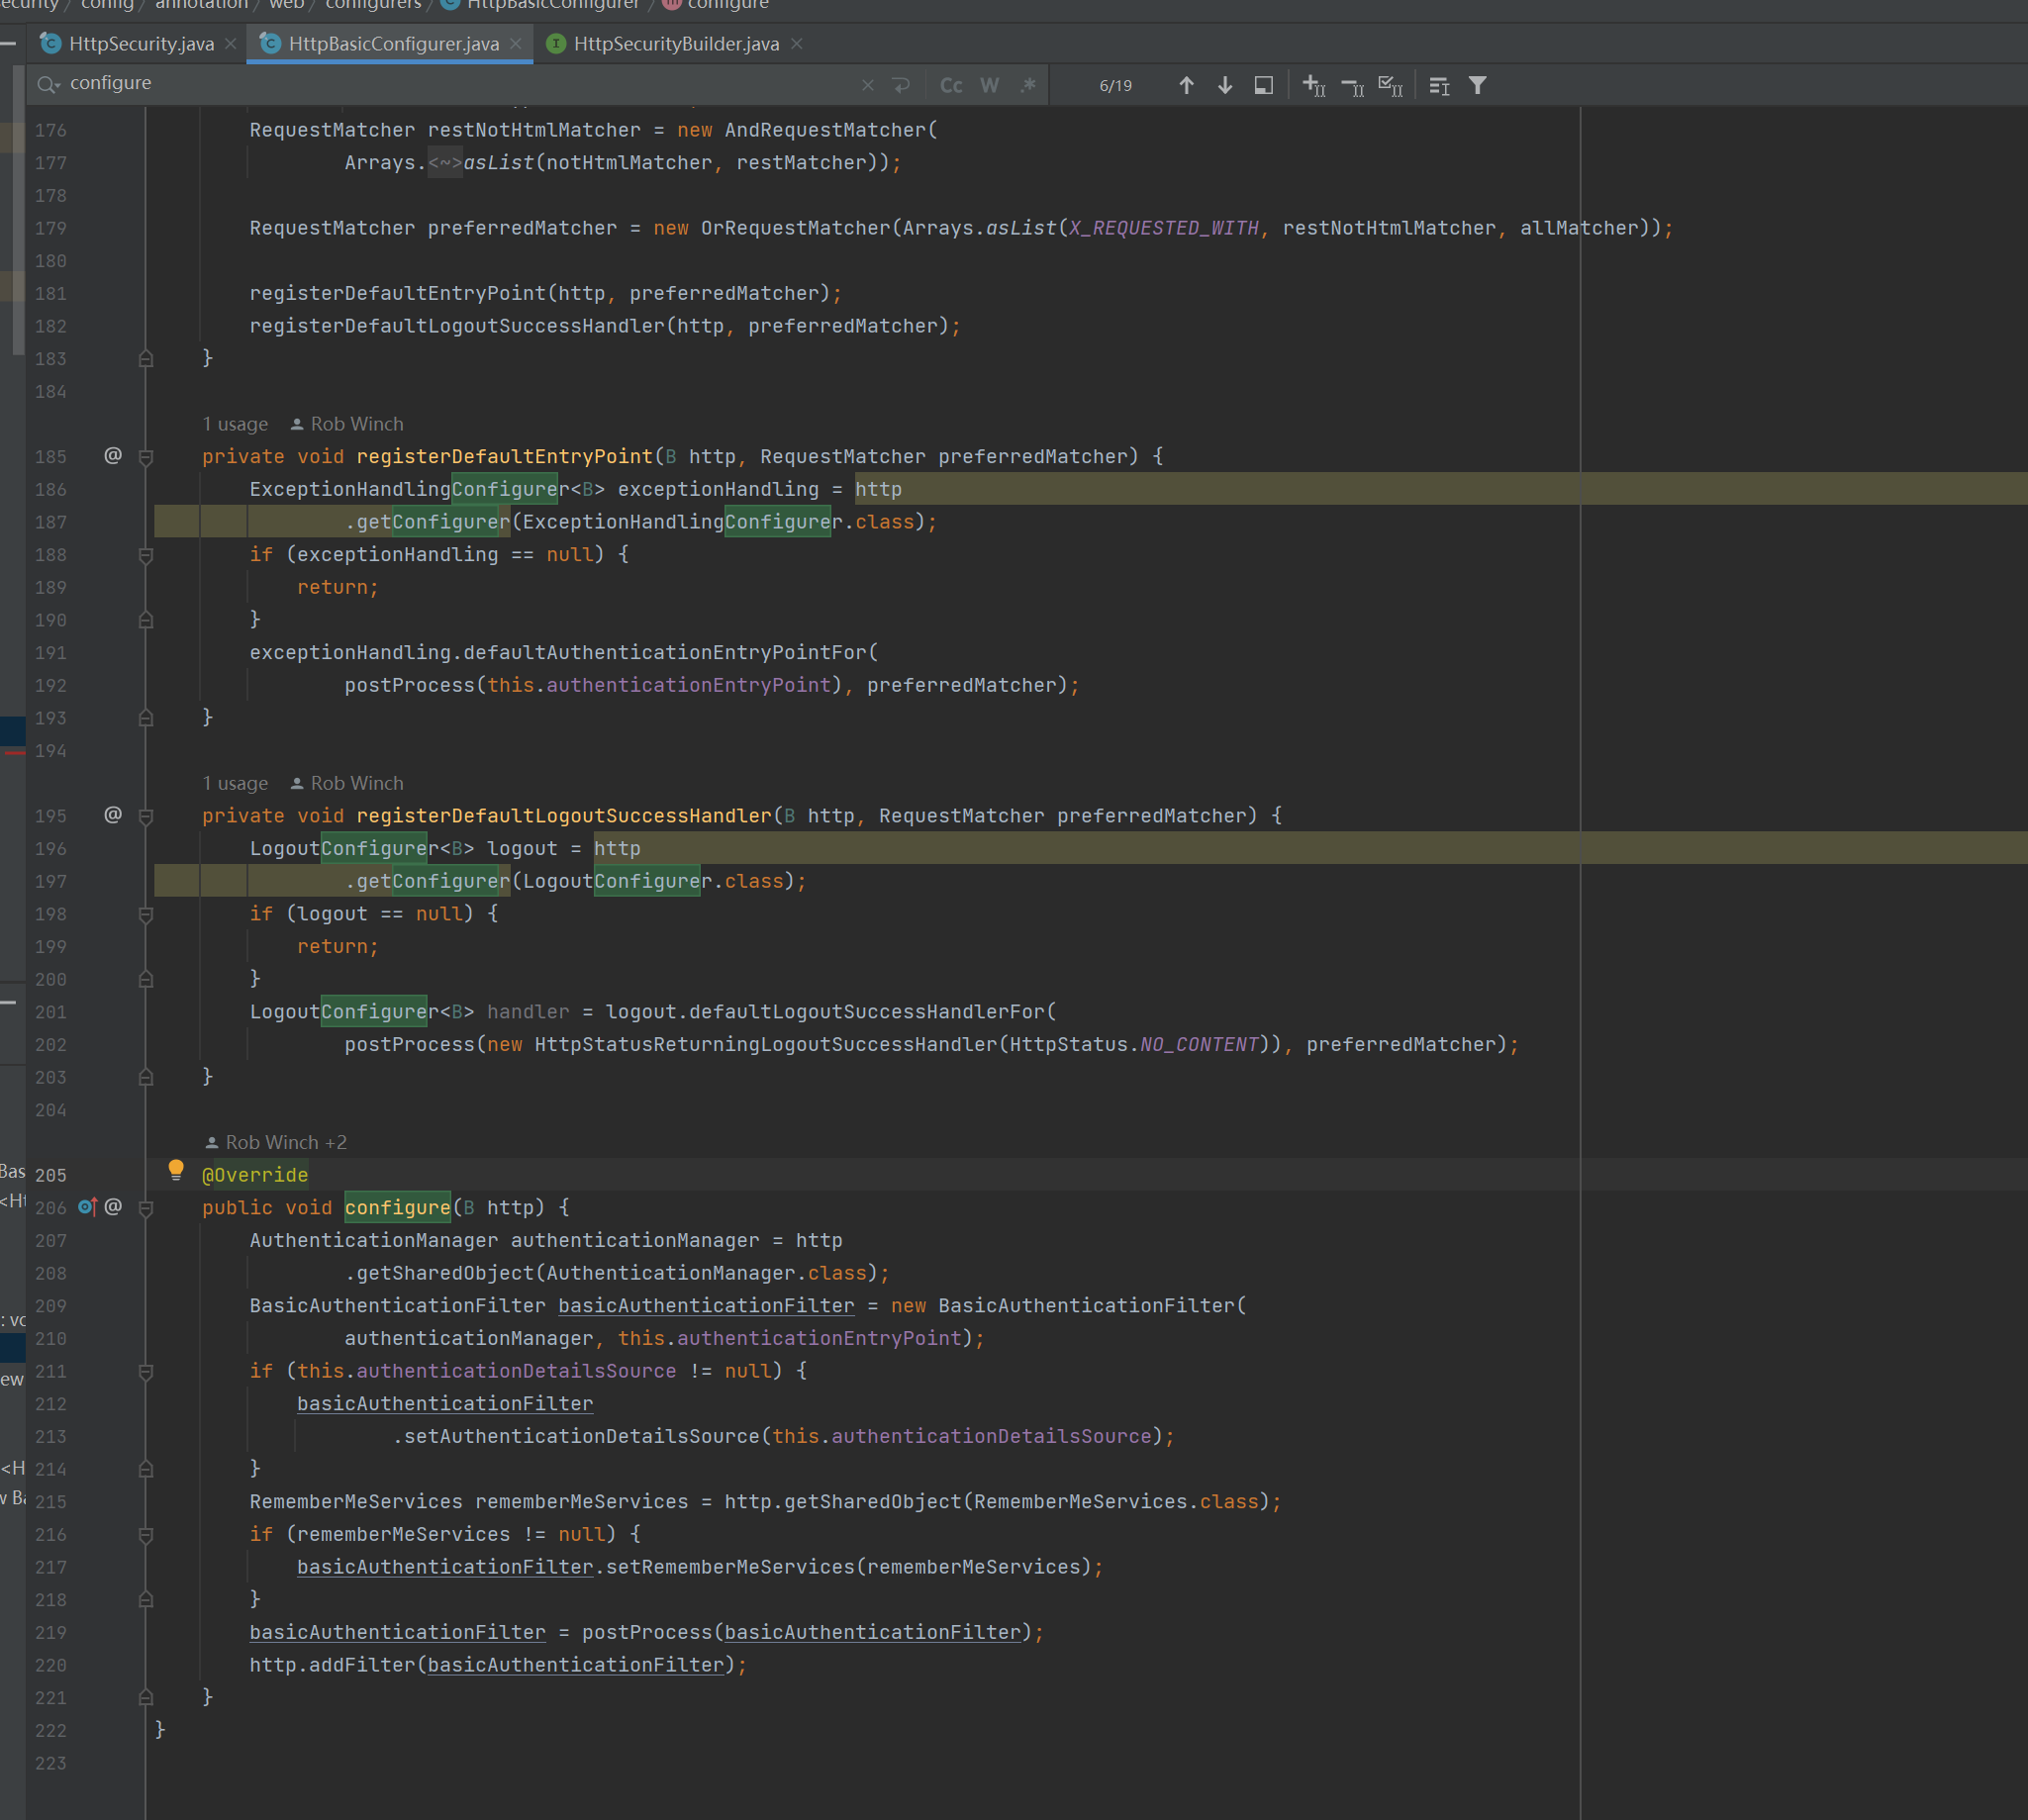 security / config / annotation / web / configurers / HttpBasicConfigurer / configure
HttpSecurity.java HttpBasicConfigurer.java HttpSecurityBuilder.java
configure Cc W .* 6/19
176 RequestMatcher restNotHtmlMatcher = new AndRequestMatcher(
177 Arrays.<~>asList(notHtmlMatcher, restMatcher));
178
179 RequestMatcher preferredMatcher = new OrRequestMatcher(Arrays.asList(X_REQUESTED_WITH, restNotHtmlMatcher, allMatcher));
180
181 registerDefaultEntryPoint(http, preferredMatcher);
182 registerDefaultLogoutSuccessHandler(http, preferredMatcher);
183 }
184
1 usage Rob Winch
185 @ private void registerDefaultEntryPoint(B http, RequestMatcher preferredMatcher) {
186 ExceptionHandlingConfigurer<B> exceptionHandling = http
187 .getConfigurer(ExceptionHandlingConfigurer.class);
188 if (exceptionHandling == null) {
189 return;
190 }
191 exceptionHandling.defaultAuthenticationEntryPointFor(
192 postProcess(this.authenticationEntryPoint), preferredMatcher);
193 }
194
1 usage Rob Winch
195 @ private void registerDefaultLogoutSuccessHandler(B http, RequestMatcher preferredMatcher) {
196 LogoutConfigurer<B> logout = http
197 .getConfigurer(LogoutConfigurer.class);
198 if (logout == null) {
199 return;
200 }
201 LogoutConfigurer<B> handler = logout.defaultLogoutSuccessHandlerFor(
202 postProcess(new HttpStatusReturningLogoutSuccessHandler(HttpStatus.NO_CONTENT)), preferredMatcher);
203 }
204
Rob Winch +2
205 @Override
206 @ public void configure(B http) {
207 AuthenticationManager authenticationManager = http
208 .getSharedObject(AuthenticationManager.class);
209 BasicAuthenticationFilter basicAuthenticationFilter = new BasicAuthenticationFilter(
210 authenticationManager, this.authenticationEntryPoint);
211 if (this.authenticationDetailsSource != null) {
212 basicAuthenticationFilter
213 .setAuthenticationDetailsSource(this.authenticationDetailsSource);
214 }
215 RememberMeServices rememberMeServices = http.getSharedObject(RememberMeServices.class);
216 if (rememberMeServices != null) {
217 basicAuthenticationFilter.setRememberMeServices(rememberMeServices);
218 }
219 basicAuthenticationFilter = postProcess(basicAuthenticationFilter);
220 http.addFilter(basicAuthenticationFilter);
221 }
222 }
223